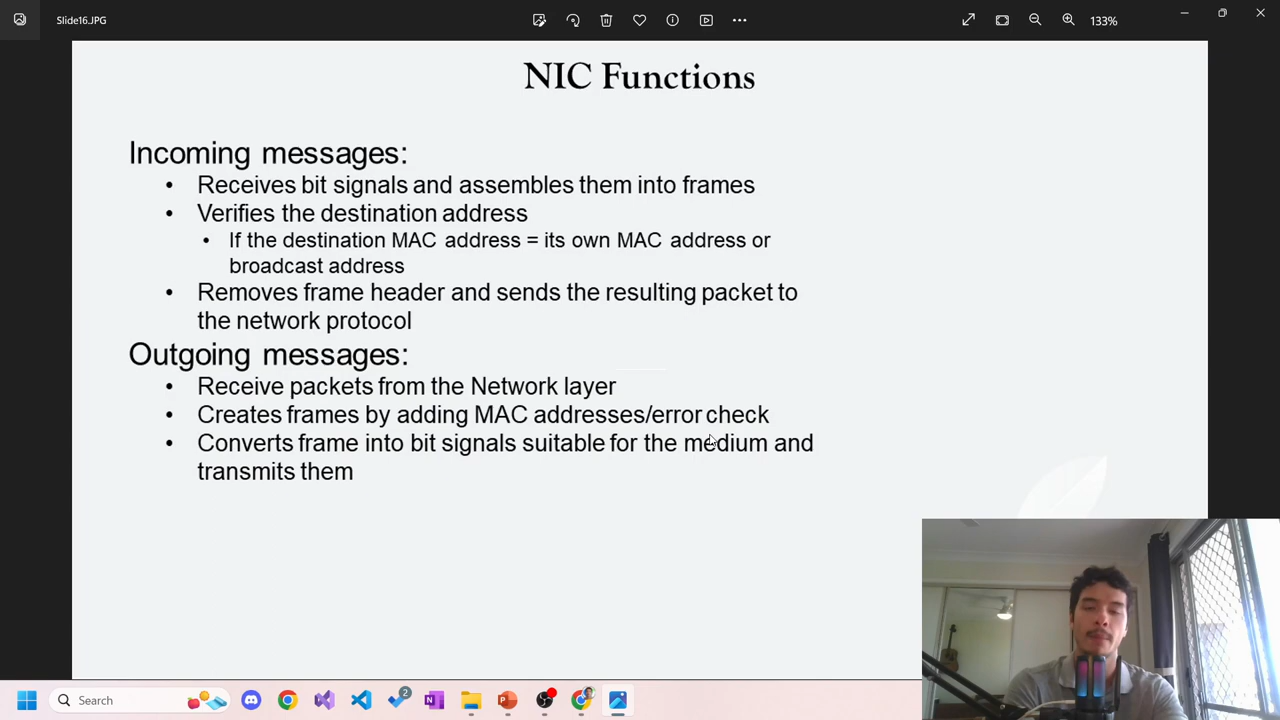 Slide16.JPG
133%
NIC Functions
Incoming messages:
• Receives bit signals and assembles them into frames
• Verifies the destination address
• If the destination MAC address = its own MAC address or
broadcast address
• Removes frame header and sends the resulting packet to
the network protocol
Outgoing messages:
• Receive packets from the Network layer
• Creates frames by adding MAC addresses/error check
• Converts frame into bit signals suitable for the medium and
transmits them
Search
2